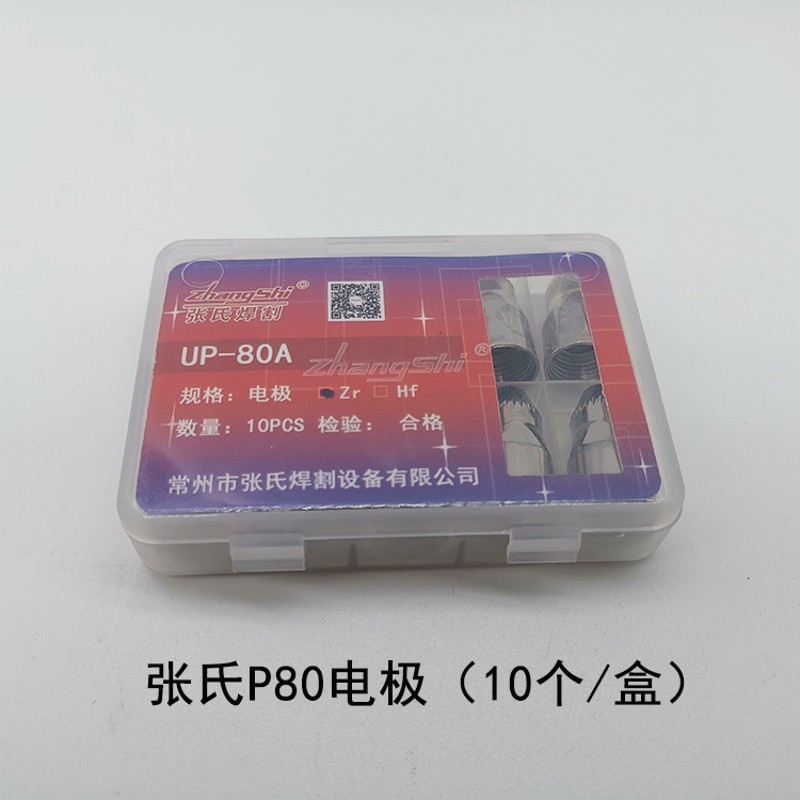 ZhangShi®
张氏焊割
UP-80A ZhangShi®
规格：电极 Zr Hf
数量：10PCS 检验： 合格
常州市张氏焊割设备有限公司
张氏P80电极（10个/盒）